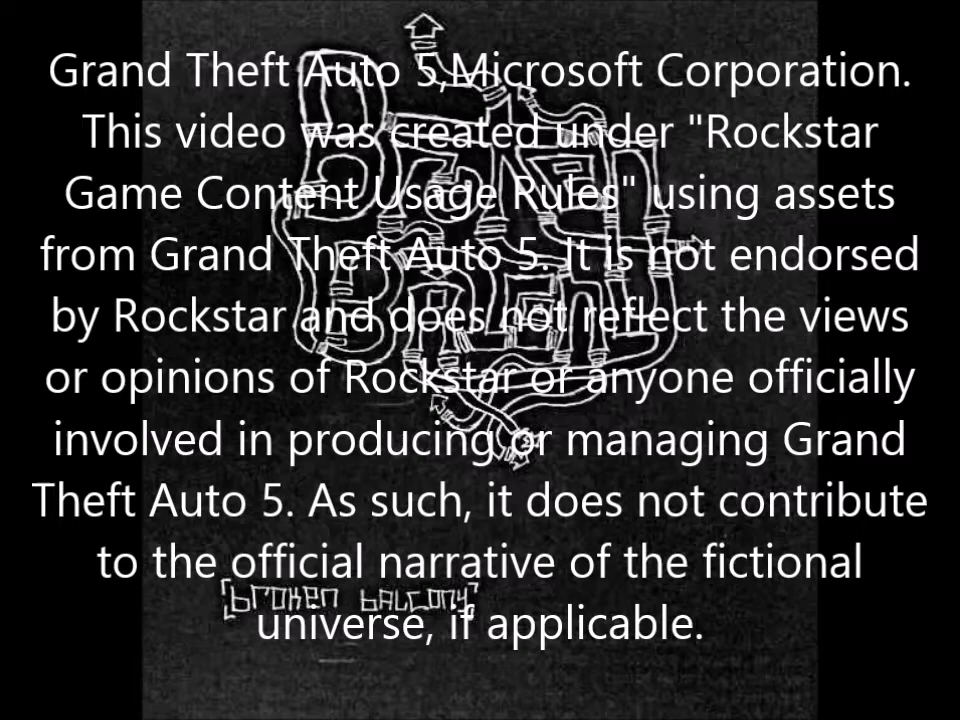 Grand Theft Auto 5,Microsoft Corporation.
This video was created under "Rockstar
Game Content Usage Rules" using assets
from Grand Theft Auto 5. It is not endorsed
by Rockstar and does not reflect the views
or opinions of Rockstar or anyone officially
involved in producing or managing Grand
Theft Auto 5. As such, it does not contribute
to the official narrative of the fictional
[broken balcony]
universe, if applicable.